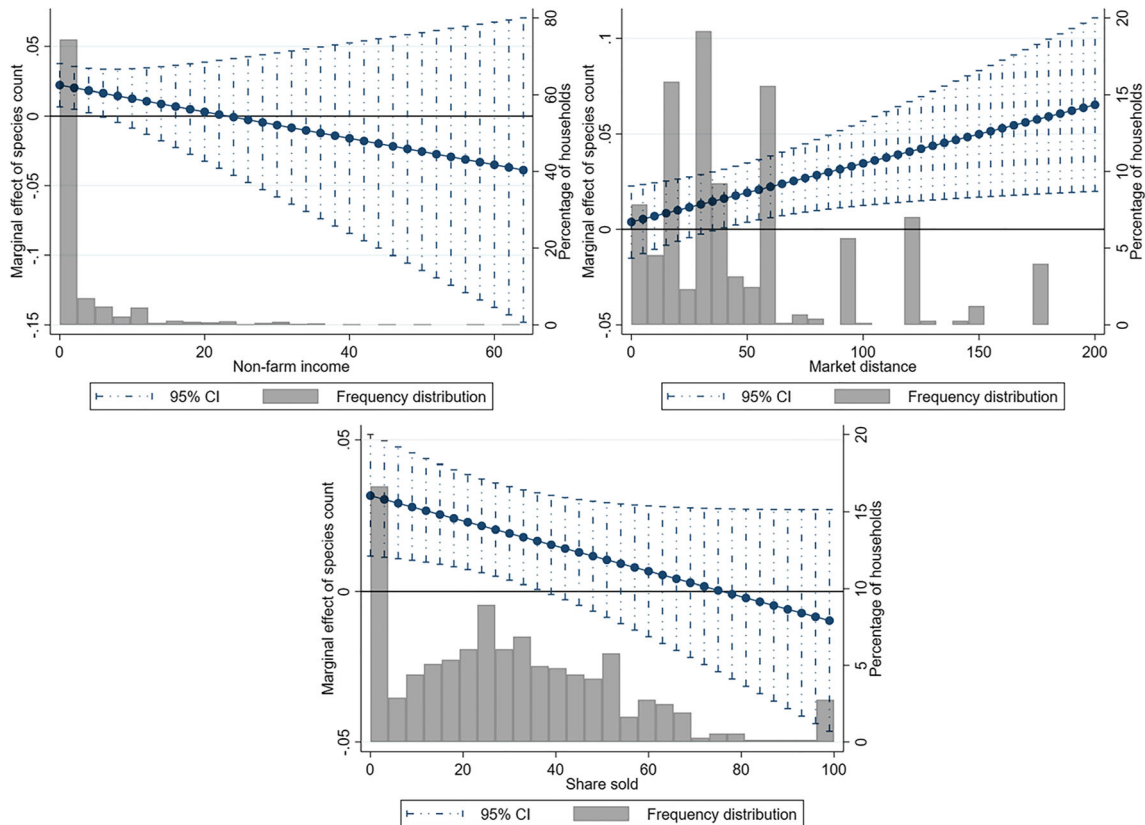 Marginal effect of species count
.05
0
-.05
-.1
-.15
0
20
40
60
Non-farm income
80
60
40
20
0
Percentage of households
95% CI
Frequency distribution
Marginal effect of species count
.1
.05
0
-.05
0
50
100
150
200
Market distance
20
15
10
5
0
Percentage of households
95% CI
Frequency distribution
Marginal effect of species count
.05
0
-.05
0
20
40
60
80
100
Share sold
20
15
10
5
0
Percentage of households
95% CI
Frequency distribution